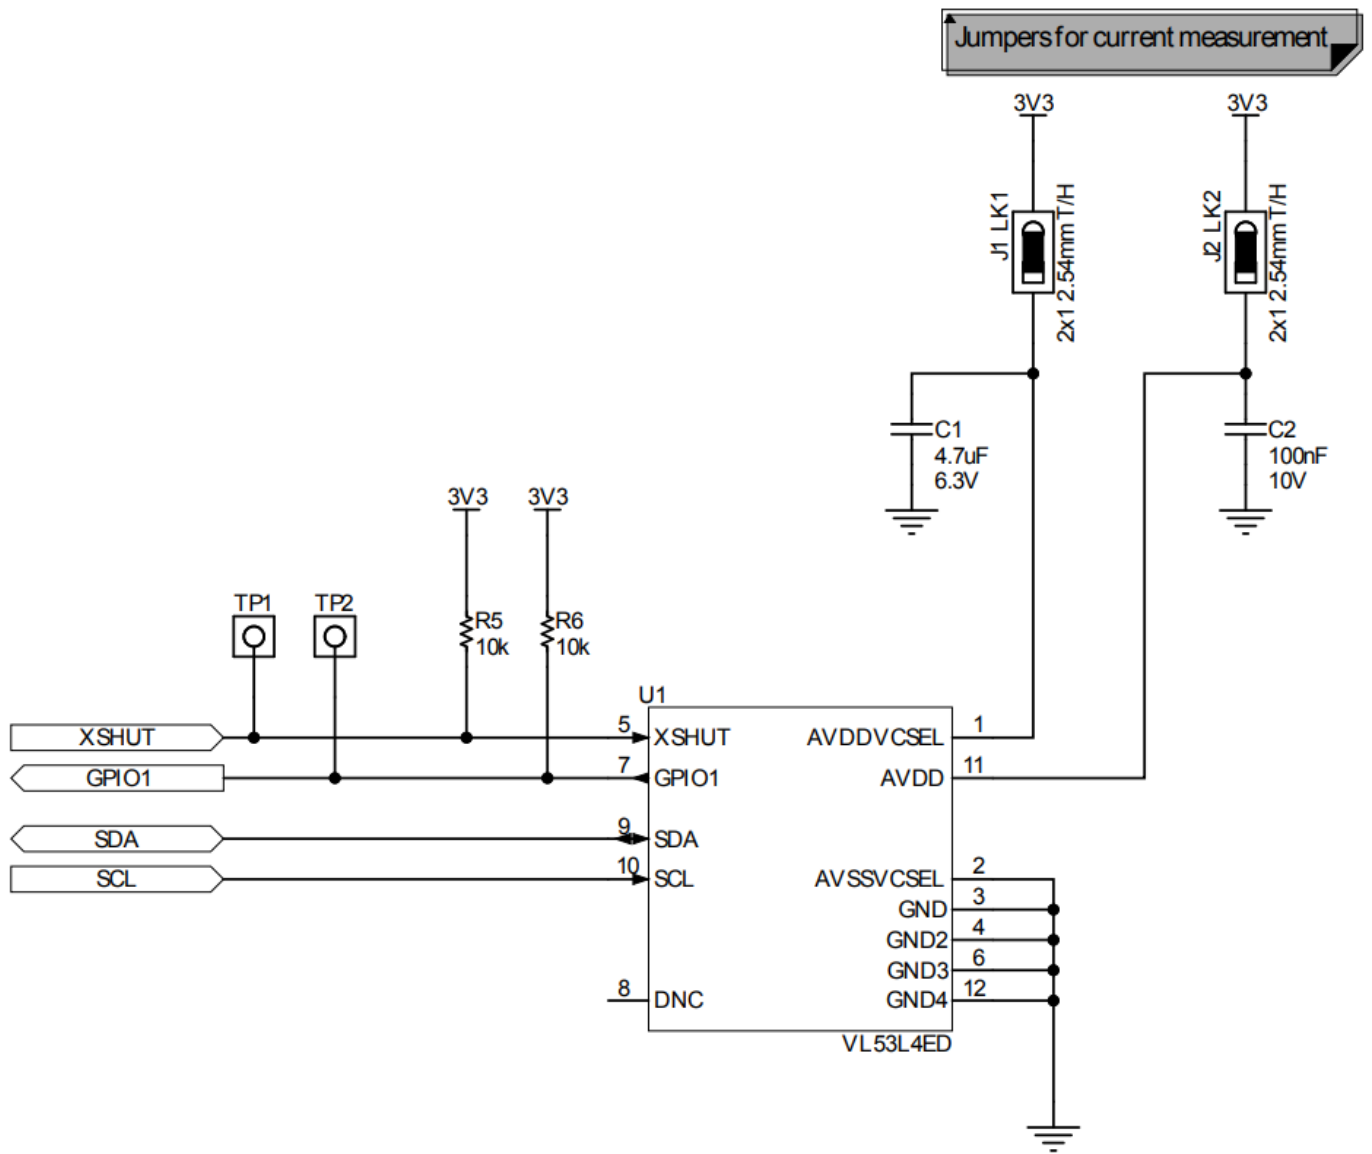 Jumpers for current measurement
3V3
3V3
J1 LK1
2x1 2.54mm T/H
J2 LK2
2x1 2.54mm T/H
C1
4.7uF
6.3V
C2
100nF
10V
3V3
3V3
TP1
TP2
R5
10k
R6
10k
U1
XSHUT
5
XSHUT
AVDDVCSEL
1
GPIO1
7
GPIO1
AVDD
11
SDA
9
SDA
SCL
10
SCL
AVSSVCSEL
2
GND
3
GND2
4
GND3
6
8
DNC
GND4
12
VL53L4ED